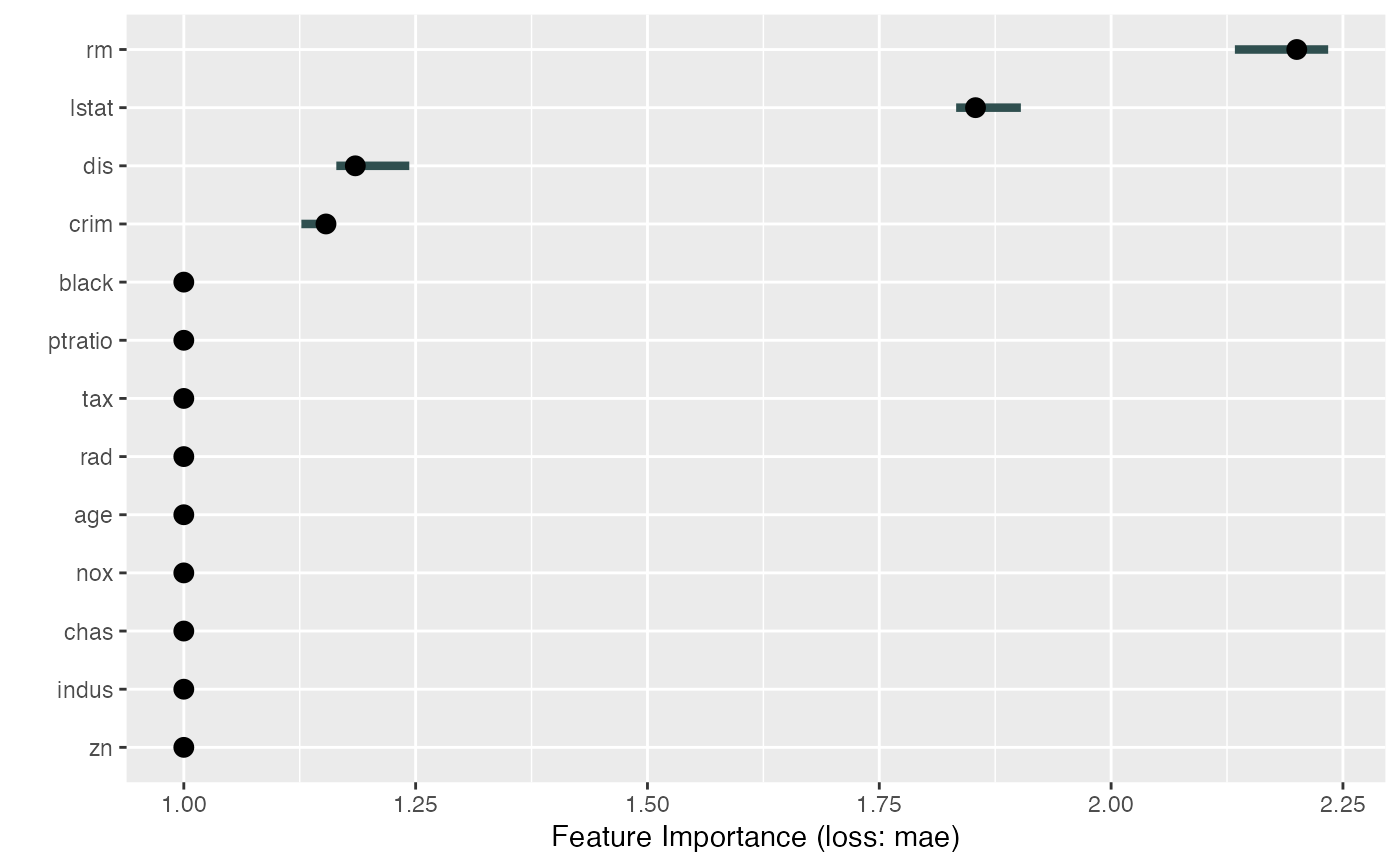 rm
lstat
dis
crim
black
ptratio
tax
rad
age
nox
chas
indus
zn
1.00 1.25 1.50 1.75 2.00 2.25
Feature Importance (loss: mae)